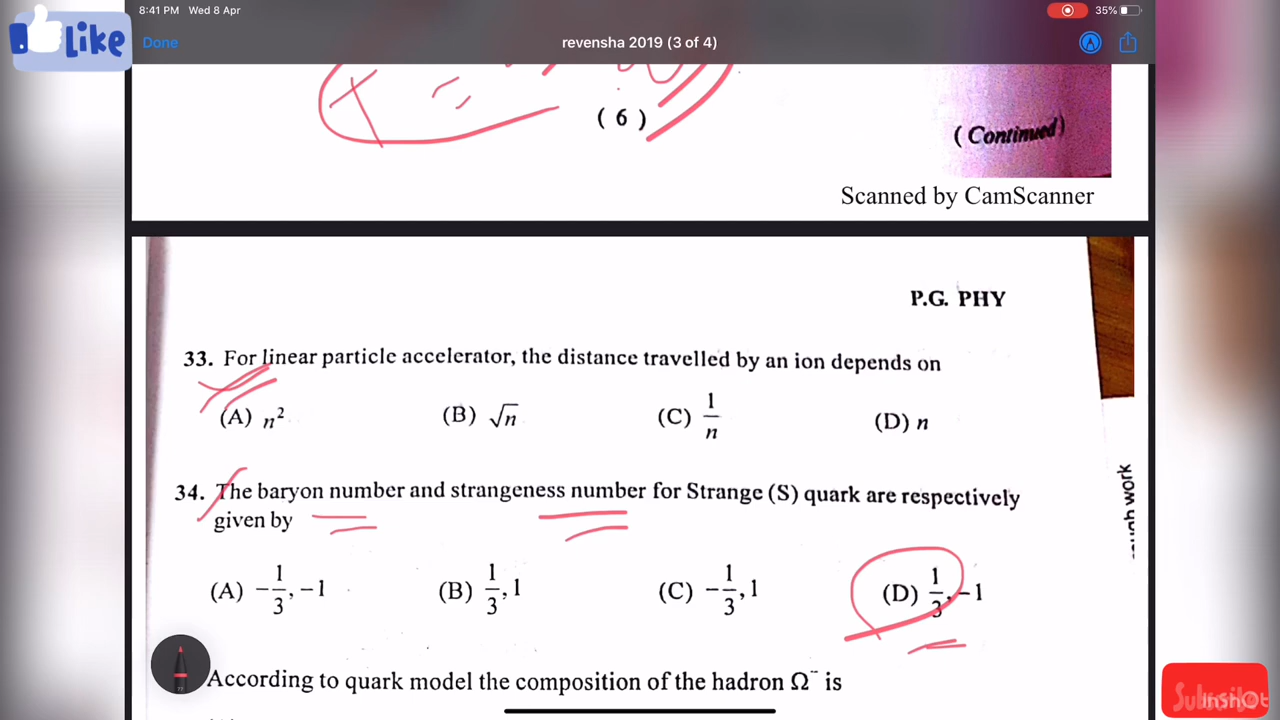 8:41 PM Wed 8 Apr
35%
Like
Done
revensha 2019 (3 of 4)
( 6 )
(Continued)
Scanned by CamScanner
P.G. PHY
33. For linear particle accelerator, the distance travelled by an ion depends on
(A) n² (B) √n (C) 1/n (D) n
34. The baryon number and strangeness number for Strange (S) quark are respectively
given by
(A) −1/3, −1 (B) 1/3, 1 (C) −1/3, 1 (D) 1/3, −1
According to quark model the composition of the hadron Ω⁻ is
work
77
InShOt